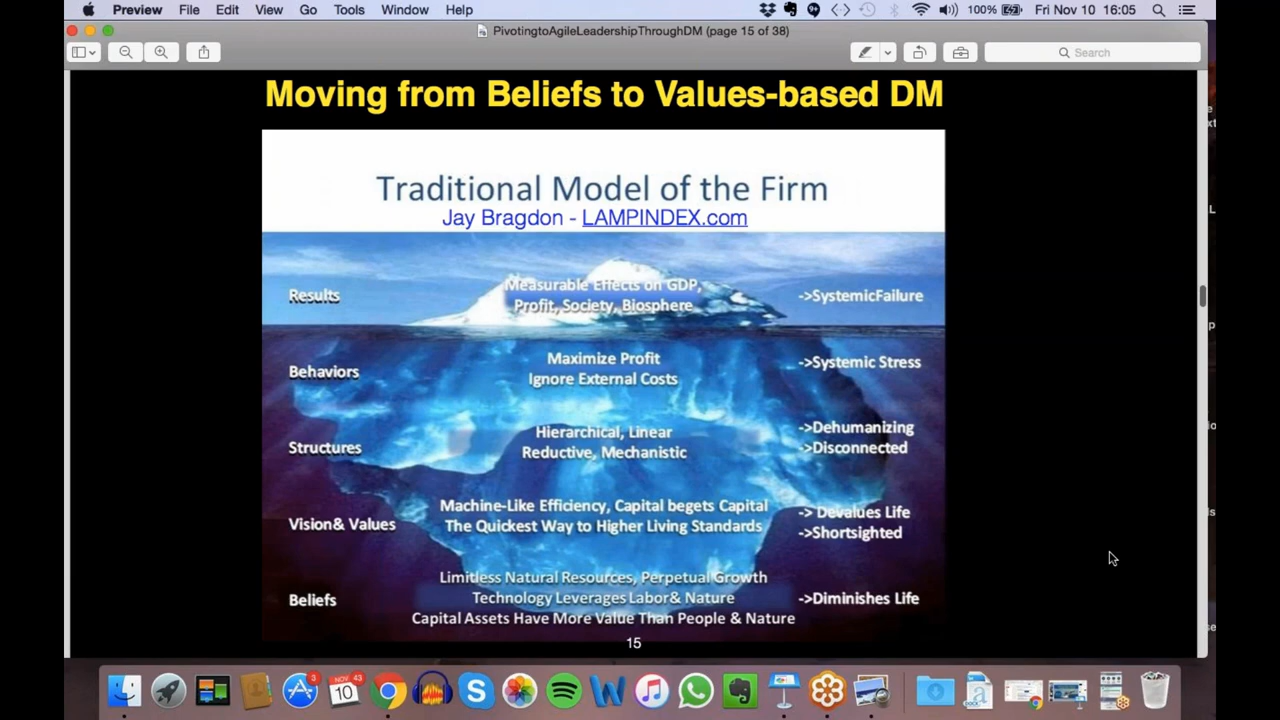 Preview File Edit View Go Tools Window Help 100% Fri Nov 10 16:05
PivotingtoAgileLeadershipThroughDM (page 15 of 38)
Search
Moving from Beliefs to Values-based DM
Traditional Model of the Firm
Jay Bragdon - LAMPINDEX.com
Results
Measurable Effects on GDP,
Profit, Society, Biosphere
->SystemicFailure
Behaviors
Maximize Profit
Ignore External Costs
->Systemic Stress
Structures
Hierarchical, Linear
Reductive, Mechanistic
->Dehumanizing
->Disconnected
Vision& Values
Machine-Like Efficiency, Capital begets Capital
The Quickest Way to Higher Living Standards
-> Devalues Life
->Shortsighted
Beliefs
Limitless Natural Resources, Perpetual Growth
Technology Leverages Labor& Nature
Capital Assets Have More Value Than People & Nature
->Diminishes Life
15
3
NOV 43
10